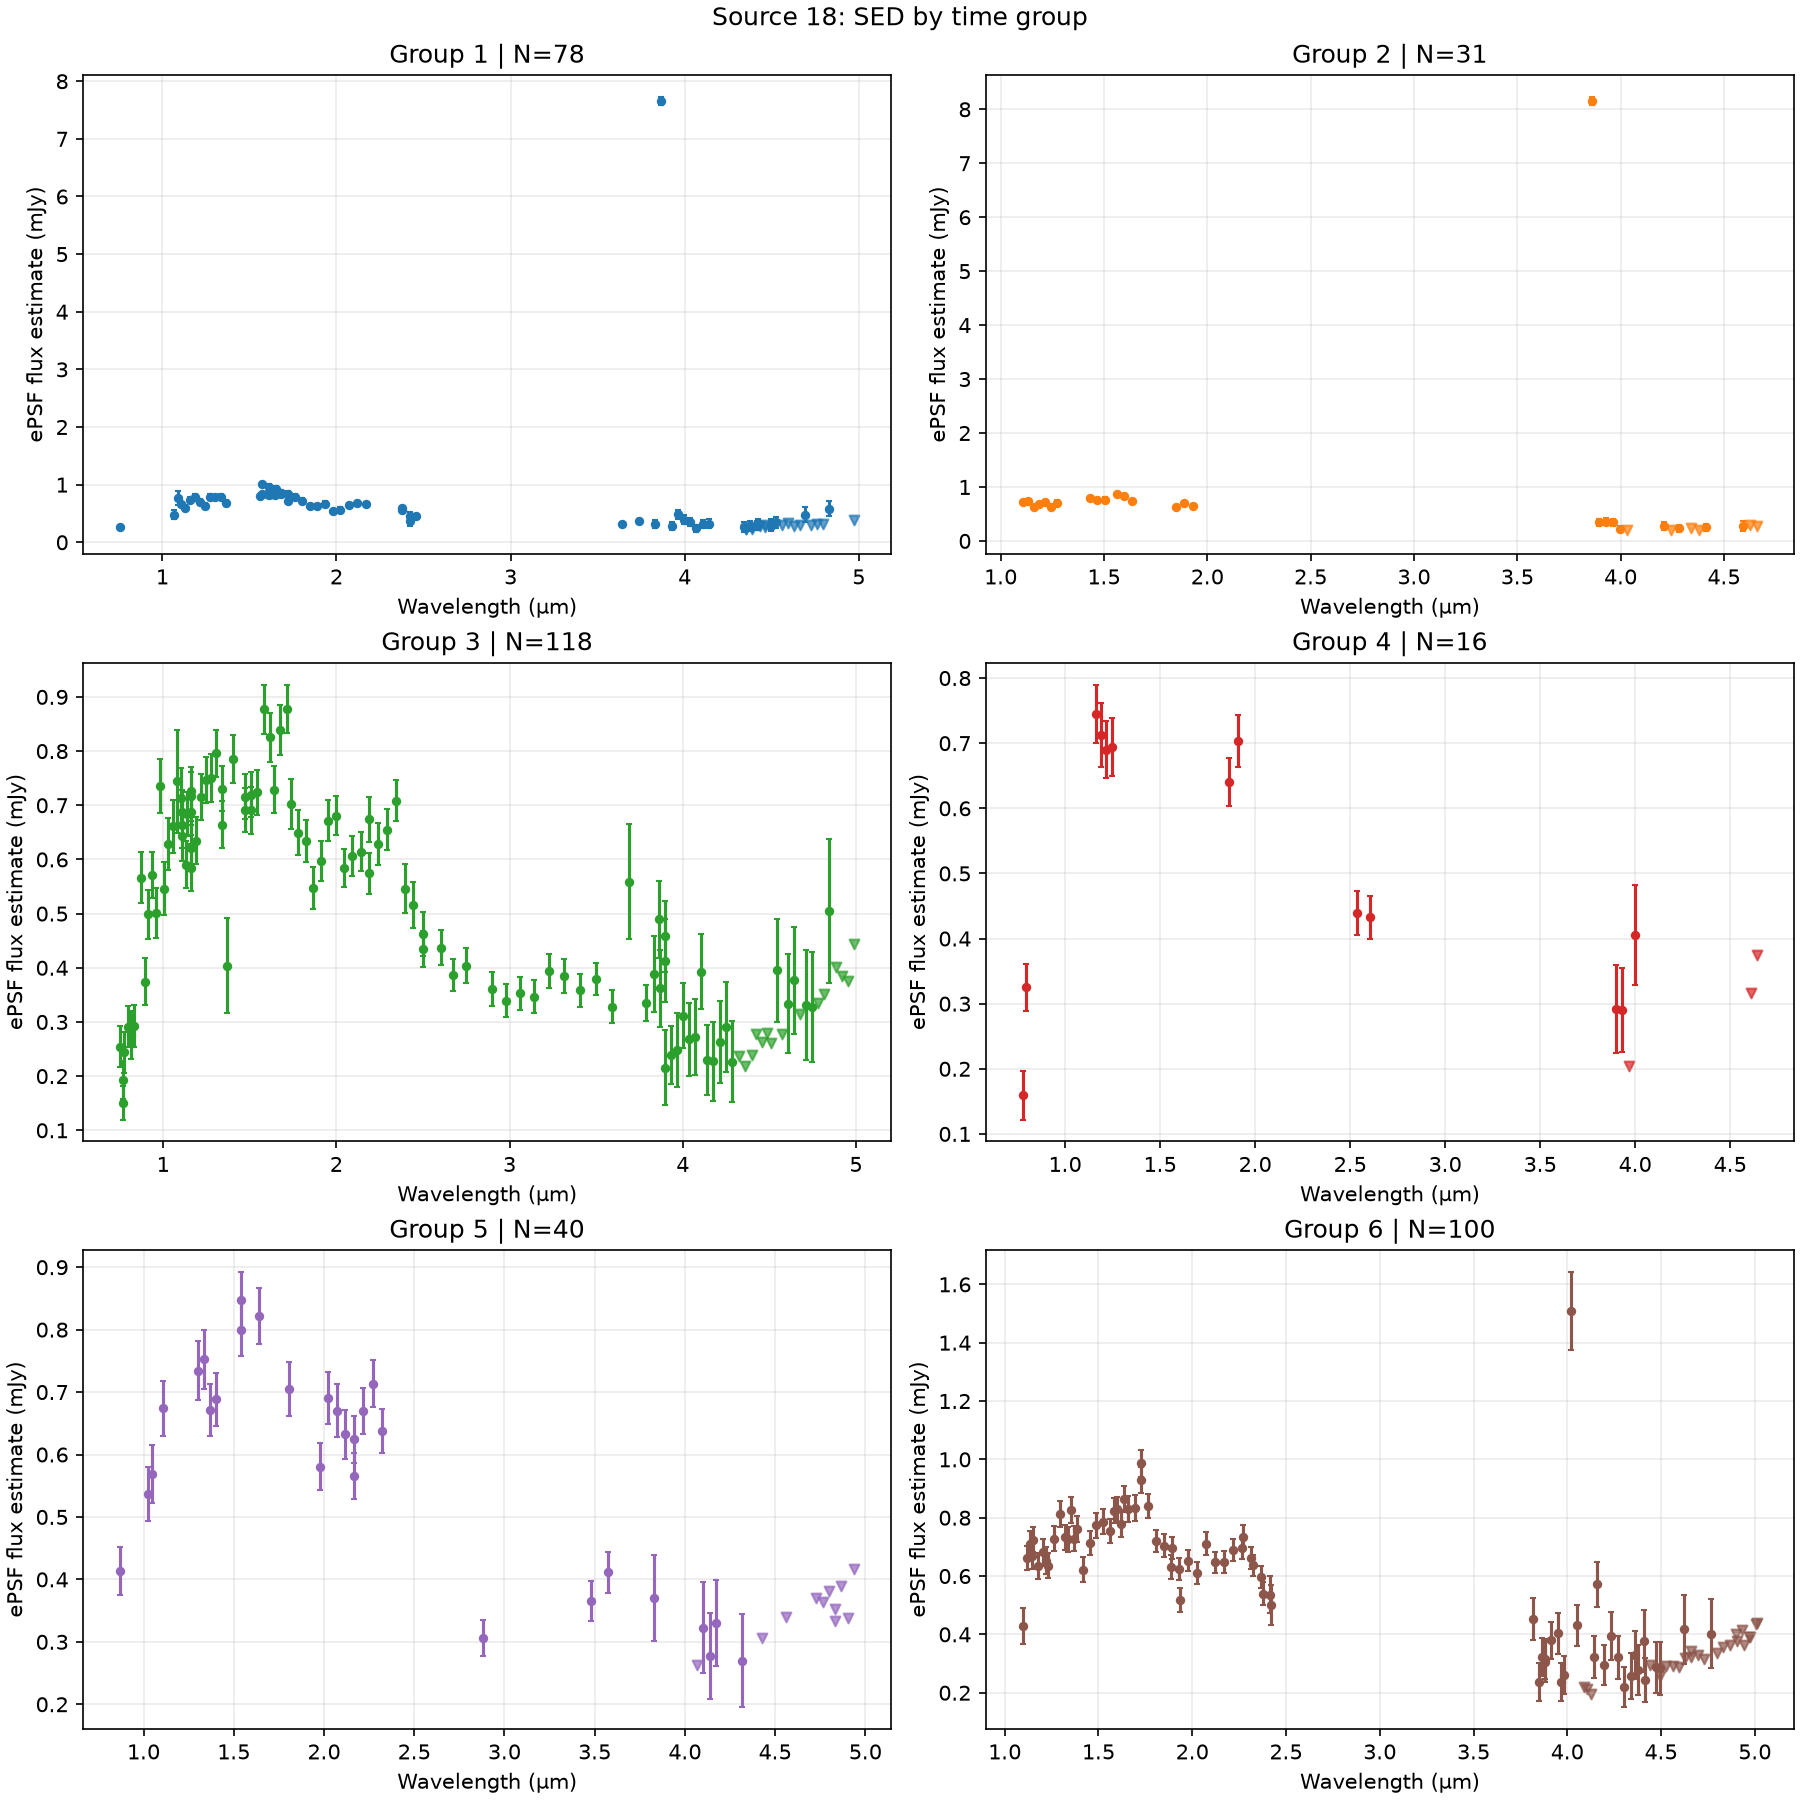 Source 18: SED by time group
Group 1 | N=78
ePSF flux estimate (mJy)
8
7
6
5
4
3
2
1
0
1 2 3 4 5
Wavelength (μm)
Group 2 | N=31
ePSF flux estimate (mJy)
8
7
6
5
4
3
2
1
0
1.0 1.5 2.0 2.5 3.0 3.5 4.0 4.5
Wavelength (μm)
Group 3 | N=118
ePSF flux estimate (mJy)
0.9
0.8
0.7
0.6
0.5
0.4
0.3
0.2
0.1
1 2 3 4 5
Wavelength (μm)
Group 4 | N=16
ePSF flux estimate (mJy)
0.8
0.7
0.6
0.5
0.4
0.3
0.2
0.1
1.0 1.5 2.0 2.5 3.0 3.5 4.0 4.5
Wavelength (μm)
Group 5 | N=40
ePSF flux estimate (mJy)
0.9
0.8
0.7
0.6
0.5
0.4
0.3
0.2
1.0 1.5 2.0 2.5 3.0 3.5 4.0 4.5 5.0
Wavelength (μm)
Group 6 | N=100
ePSF flux estimate (mJy)
1.6
1.4
1.2
1.0
0.8
0.6
0.4
0.2
1.0 1.5 2.0 2.5 3.0 3.5 4.0 4.5 5.0
Wavelength (μm)